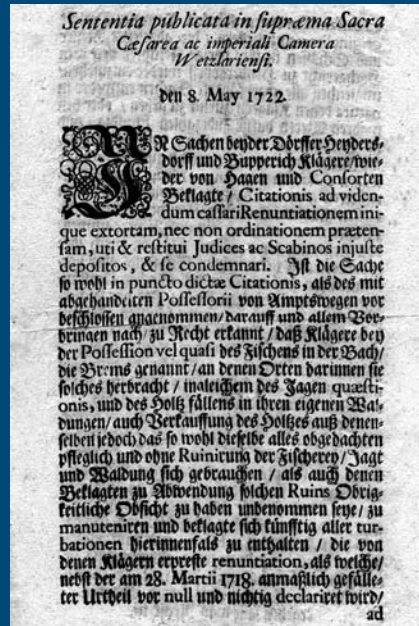 Sententia publicata in supræma Sacra
Cæsarea ac imperiali Camera
Wetzlariensi.
den 8. May 1722.
IN Sachen beyder Dörffer Heyders-
dorff und Bupperich Klägere/wie-
der von Hagen und Consorten
Beklagte / Citationis ad viden-
dum cassari Renuntiationem ini-
que extortam, nec non ordinationem præten-
sam, uti & restitui Judices ac Scabinos injuste
depositos, & se condemnari. Ist die Sache
so wohl in puncto dictæ Citationis, als des mit
abgehandelten Possessorii von Amptswegen vor
beschlossen angenommen/darauff und allem Vor-
bringen nach/ zu Recht erkannt/ daß Klägere bey
der Possession vel quasi des Fischens in der Bach/
die Brems genannt/an denen Orten darinnen sie
solches herbracht / ingleichem des Jagen quæsti-
onis, und des Holtz fällens in ihren eigenen Wal-
dungen/auch Verkauffung des Holtzes auß denen-
selben jedoch das so wohl dieselbe alles obgedachten
pfleglich und ohne Ruinirung der Fischerey/ Jagt
und Waldung sich gebrauchen / als auch denen
Beklagten zu Abwendung solchen Ruins Obrig-
keitliche Obsicht zu haben unbenommen seye/ zu
manuteniren und beklagte sich künfftig aller tur-
bationen hierinnenfals zu enthalten / die von
denen Klägern erpreste renuntiation, als welche/
nebst der am 28. Martii 1718. anmaßlich gefälle-
ter Urtheil vor null und nichtig declariret wird/
ad